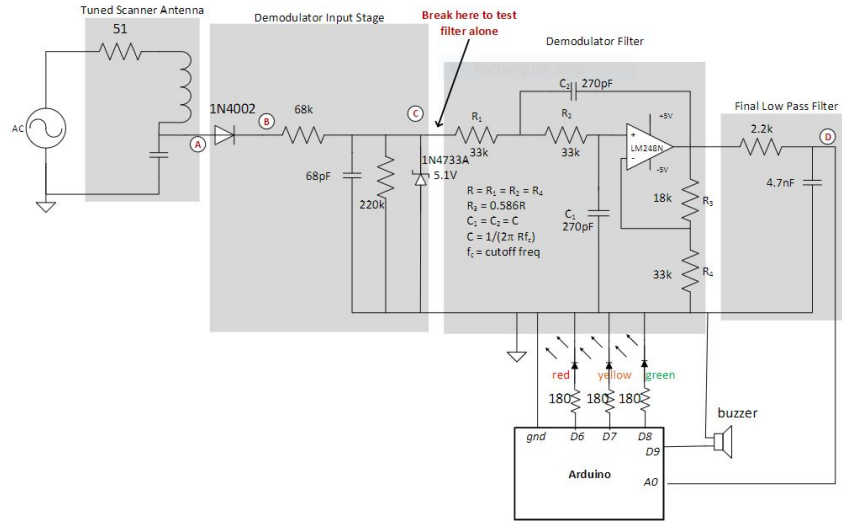 Tuned Scanner Antenna
Demodulator Input Stage
Break here to test
filter alone
Demodulator Filter
Final Low Pass Filter
51
AC
1N4002
A
B
68k
C
68pF
220k
1N4733A
5.1V
R₁
33k
C₂
270pF
R₂
33k
+5V
+
LM248N
-
-5V
R = R₁ = R₂ = R₄
R₃ = 0.586R
C₁ = C₂ = C
C = 1/(2π Rf꜀)
f꜀ = cutoff freq
C₁
270pF
18k
R₃
33k
R₄
2.2k
D
4.7nF
red
yellow
green
180
180
180
buzzer
gnd
D6
D7
D8
D9
Arduino
A0